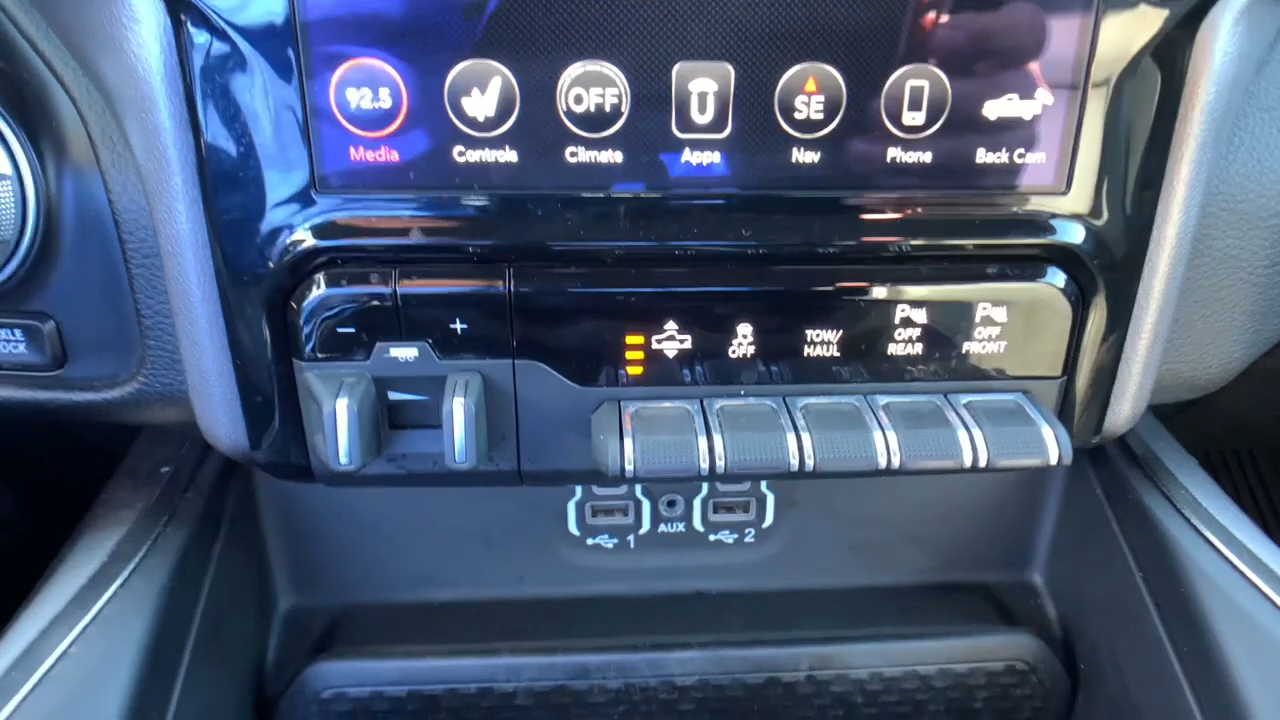 92.5
OFF
SE
Media
Controls
Climate
Apps
Nav
Phone
Back Cam
XLE
OCK
−
+
OFF
TOW/
HAUL
P
OFF
REAR
P
OFF
FRONT
1
AUX
2